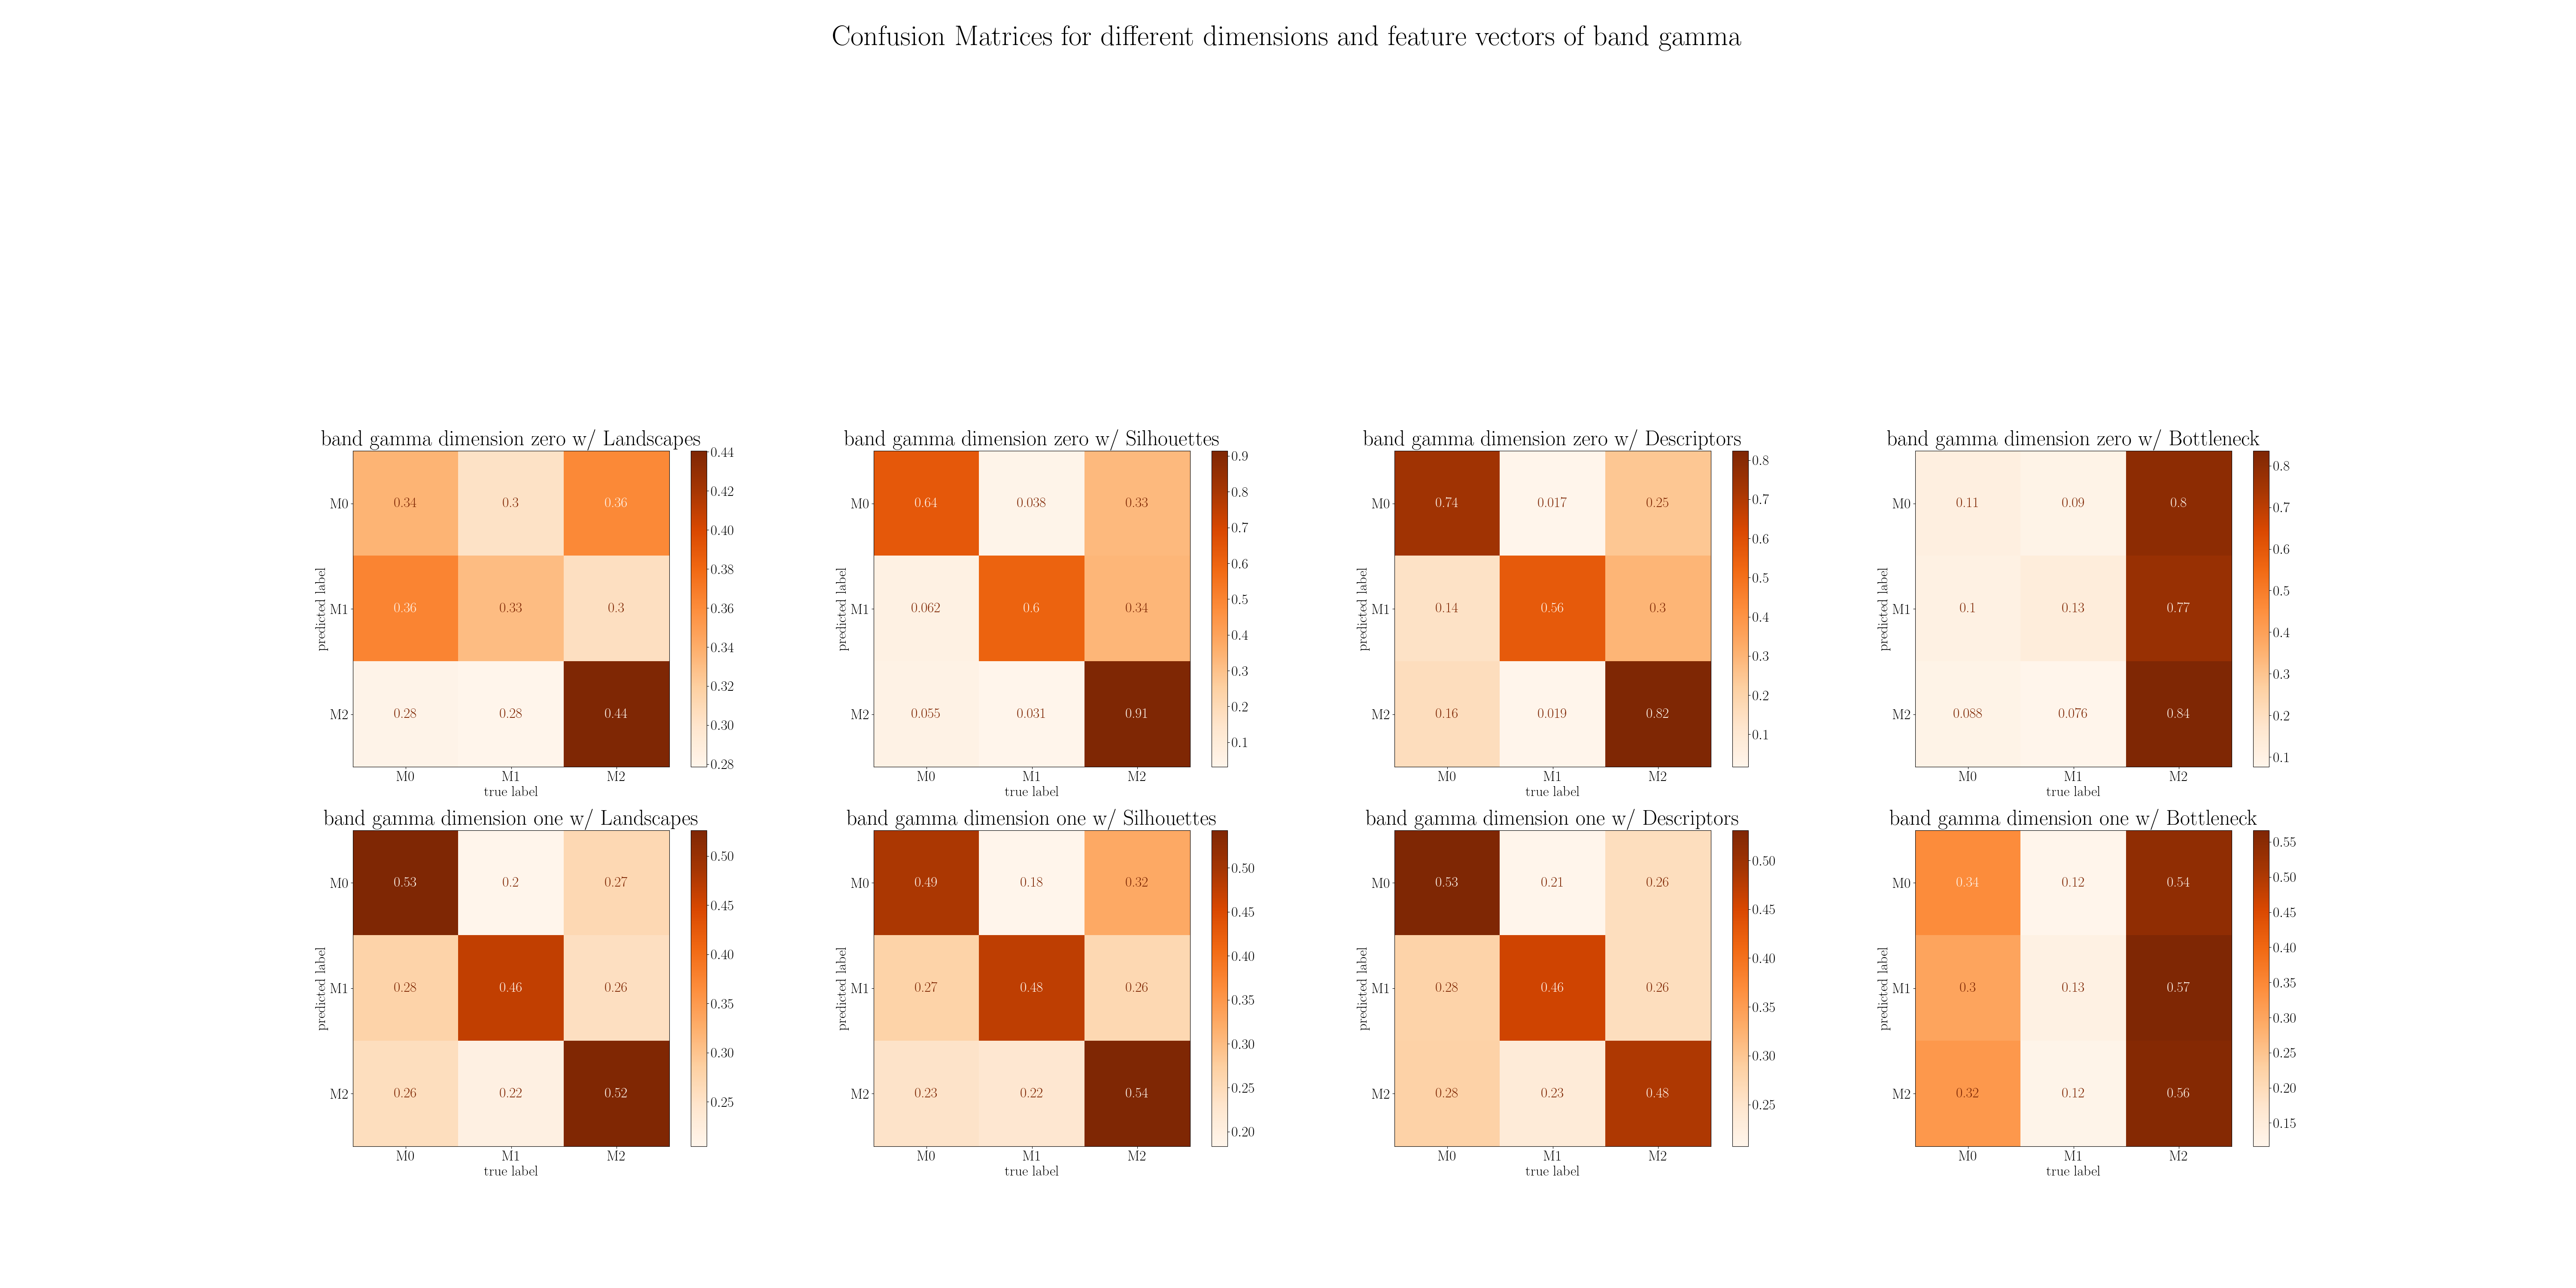 Confusion Matrices for different dimensions and feature vectors of band gamma
band gamma dimension zero w/ Landscapes
predicted label
M0 0.34 0.3 0.36
M1 0.36 0.33 0.3
M2 0.28 0.28 0.44
M0 M1 M2
true label
0.44
0.42
0.40
0.38
0.36
0.34
0.32
0.30
0.28
band gamma dimension zero w/ Silhouettes
predicted label
M0 0.64 0.038 0.33
M1 0.062 0.6 0.34
M2 0.055 0.031 0.91
M0 M1 M2
true label
0.9
0.8
0.7
0.6
0.5
0.4
0.3
0.2
0.1
band gamma dimension zero w/ Descriptors
predicted label
M0 0.74 0.017 0.25
M1 0.14 0.56 0.3
M2 0.16 0.019 0.82
M0 M1 M2
true label
0.8
0.7
0.6
0.5
0.4
0.3
0.2
0.1
band gamma dimension zero w/ Bottleneck
predicted label
M0 0.11 0.09 0.8
M1 0.1 0.13 0.77
M2 0.088 0.076 0.84
M0 M1 M2
true label
0.8
0.7
0.6
0.5
0.4
0.3
0.2
0.1
band gamma dimension one w/ Landscapes
predicted label
M0 0.53 0.2 0.27
M1 0.28 0.46 0.26
M2 0.26 0.22 0.52
M0 M1 M2
true label
0.50
0.45
0.40
0.35
0.30
0.25
band gamma dimension one w/ Silhouettes
predicted label
M0 0.49 0.18 0.32
M1 0.27 0.48 0.26
M2 0.23 0.22 0.54
M0 M1 M2
true label
0.50
0.45
0.40
0.35
0.30
0.25
0.20
band gamma dimension one w/ Descriptors
predicted label
M0 0.53 0.21 0.26
M1 0.28 0.46 0.26
M2 0.28 0.23 0.48
M0 M1 M2
true label
0.50
0.45
0.40
0.35
0.30
0.25
band gamma dimension one w/ Bottleneck
predicted label
M0 0.34 0.12 0.54
M1 0.3 0.13 0.57
M2 0.32 0.12 0.56
M0 M1 M2
true label
0.55
0.50
0.45
0.40
0.35
0.30
0.25
0.20
0.15